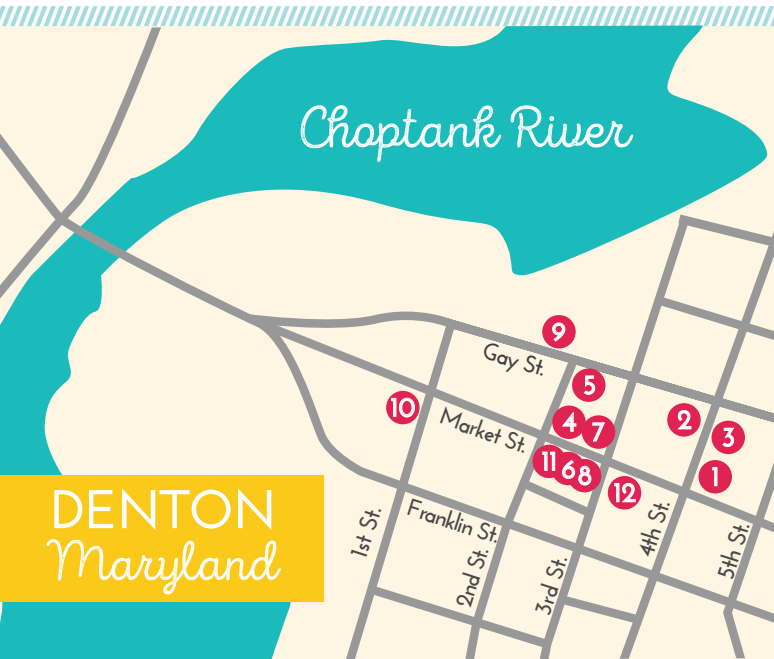 Choptank River
9
Gay St.
5
10
4
7
2
3
Market St.
11
6
8
1
12
DENTON
Maryland
Franklin St.
1st St.
2nd St.
3rd St.
4th St.
5th St.